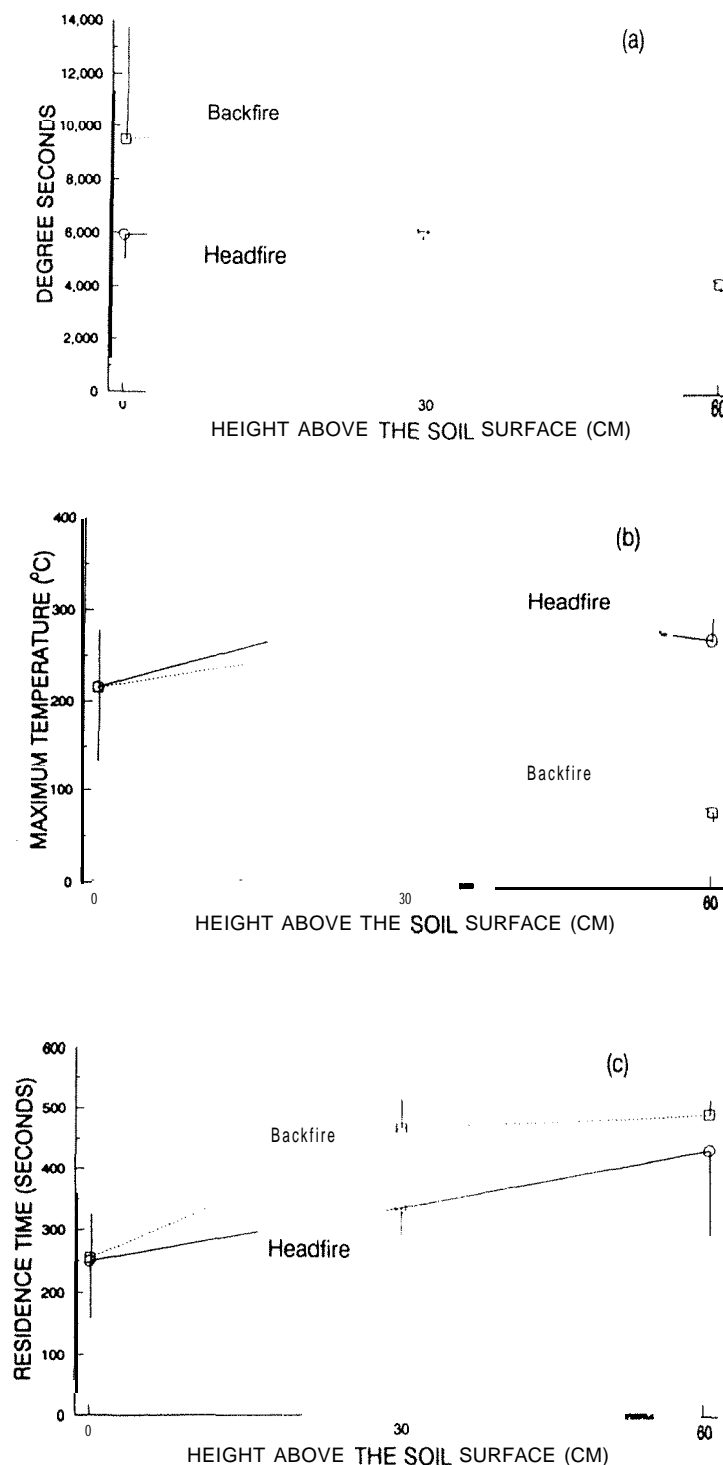 14,000
(a)
12,000
Backfire
10,000
8,000
6,000
Headfire
4,000
2,000
0
0
30
60
DEGREE SECONDS
HEIGHT ABOVE THE SOIL SURFACE (CM)
400
(b)
300
Headfire
200
Backfire
100
0
0
30
60
MAXIMUM TEMPERATURE (°C)
HEIGHT ABOVE THE SOIL SURFACE (CM)
600
(c)
500
Backfire
400
300
Headfire
200
100
0
0
30
60
RESIDENCE TIME (SECONDS)
HEIGHT ABOVE THE SOIL SURFACE (CM)